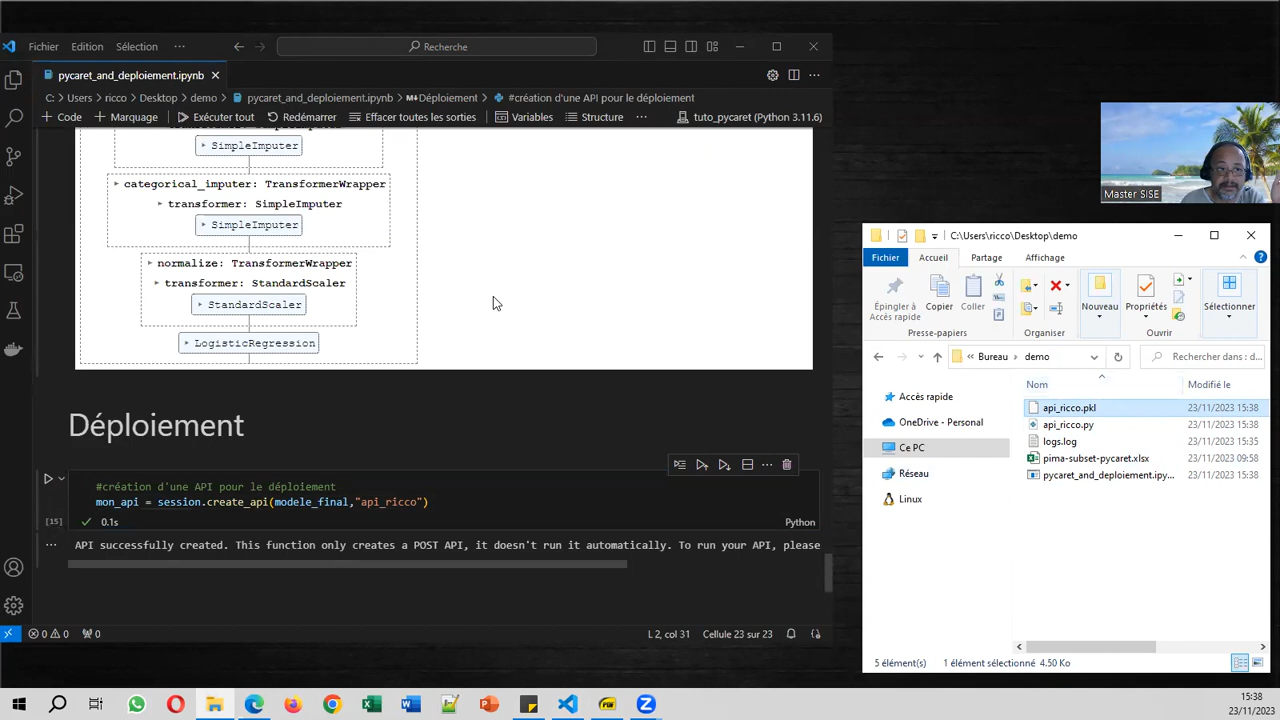 Fichier Edition Sélection ··· Recherche
pycaret_and_deploiement.ipynb
C: > Users > ricco > Desktop > demo > pycaret_and_deploiement.ipynb > Déploiement > #création d'une API pour le déploiement
+ Code + Marquage Exécuter tout Redémarrer Effacer toutes les sorties Variables Structure ··· tuto_pycaret (Python 3.11.6)
SimpleImputer
categorical_imputer: TransformerWrapper
transformer: SimpleImputer
SimpleImputer
normalize: TransformerWrapper
transformer: StandardScaler
StandardScaler
LogisticRegression
Déploiement
#création d'une API pour le déploiement
mon_api = session.create_api(modele_final,"api_ricco")
[15] 0.1s Python
API successfully created. This function only creates a POST API, it doesn't run it automatically. To run your API, please
0 0 0 L 2, col 31 Cellule 23 sur 23
Master SISE
C:\Users\ricco\Desktop\demo
Fichier Accueil Partage Affichage
Épingler à Accès rapide
Copier
Coller
Nouveau
Propriétés
Sélectionner
Presse-papiers Organiser Ouvrir
« Bureau > demo Rechercher dans : d...
Nom Modifié le
Accès rapide
OneDrive - Personal
Ce PC
Réseau
Linux
api_ricco.pkl 23/11/2023 15:38
api_ricco.py 23/11/2023 15:38
logs.log 23/11/2023 15:35
pima-subset-pycaret.xlsx 23/11/2023 09:58
pycaret_and_deploiement.ipy... 23/11/2023 15:38
5 élément(s) 1 élément sélectionné 4.50 Ko
15:38
23/11/2023